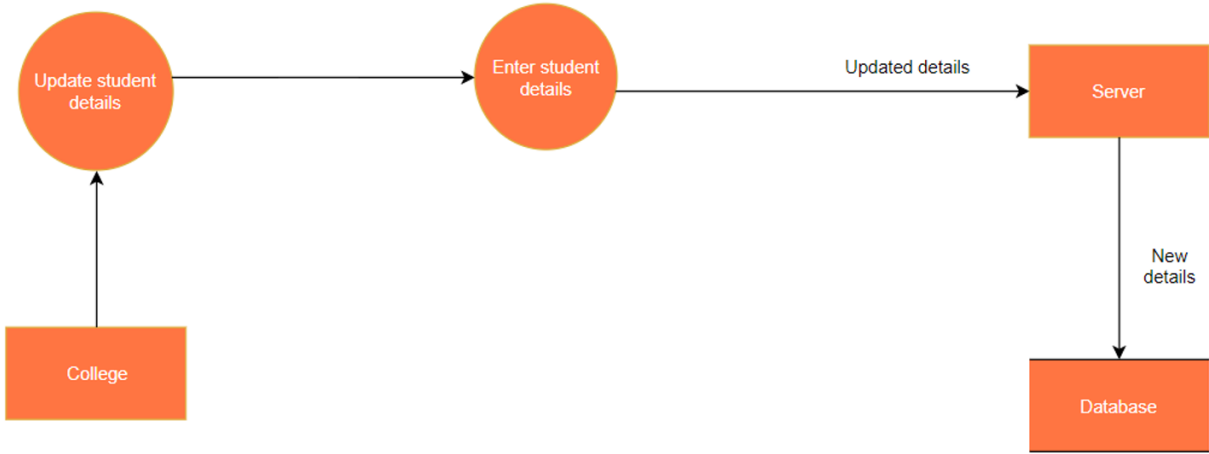 Update student
details
Enter student
details
Updated details
Server
New
details
College
Database